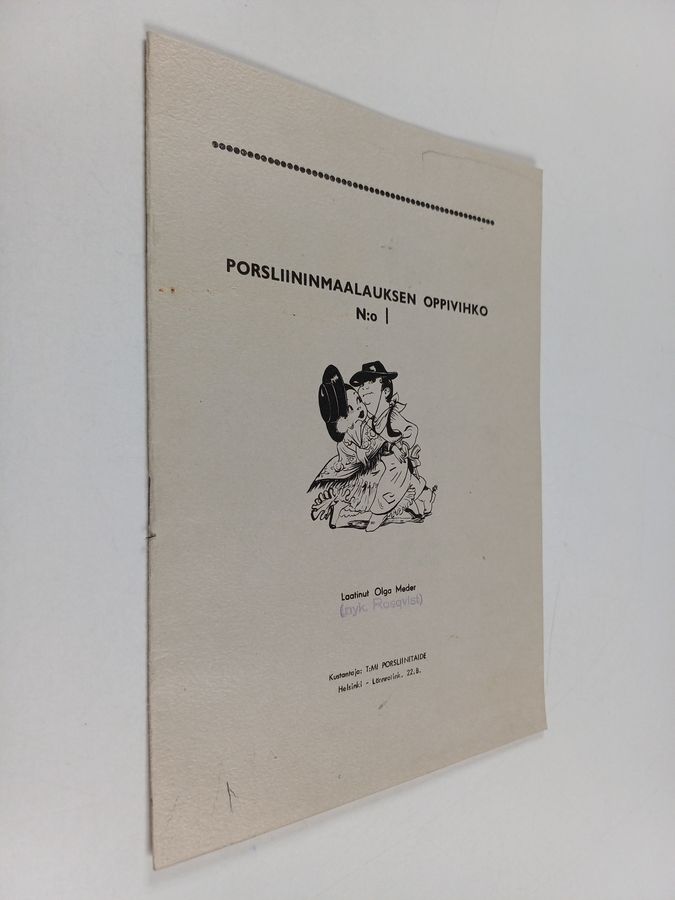 PORSLIININMAALAUKSEN OPPIVIHKO
N:o 1
Laatinut Olga Meder
(nyk. Rosqvist)
Kustantaja: T:MI PORSLIINITAIDE
Helsinki - Lönnrotink. 22.B.